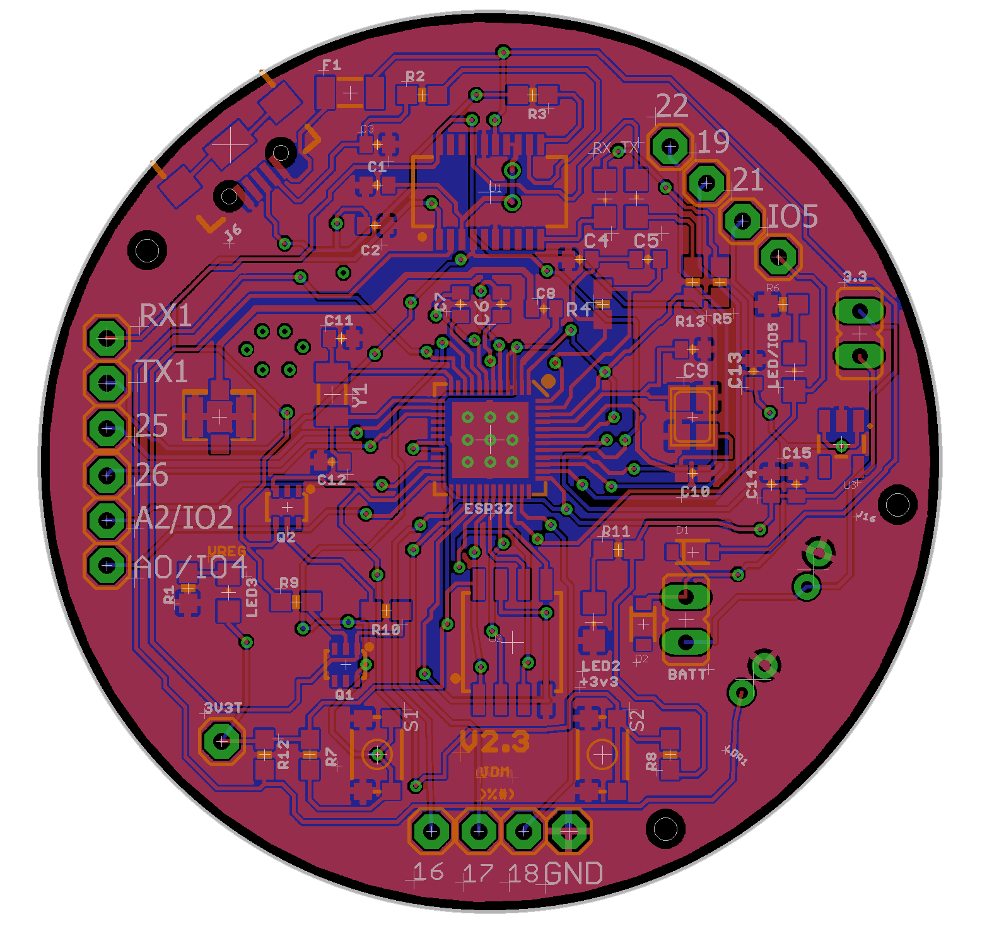 F1
R2
R3
22
19
C3
RX TX
C1
21
U1
IO5
J6
C2
C4 C5
3.3
R6
C7
C6
C8
R4
RX1
C11
R13 R5
LED/IO5
TX1
Y1
C9
C13
25
26
C12
C15
C14
U3
C10
ESP32
A2/IO2
Q2
R11
D1
J16
VREG
A0/IO4
R1
LED3
R9
R10
U2
D2
LED2
+3v3
BATT
Q1
3V3T
S1
S2
V2.3
R12
R7
R8
LDR1
JDM
)%#)
16 17 18 GND